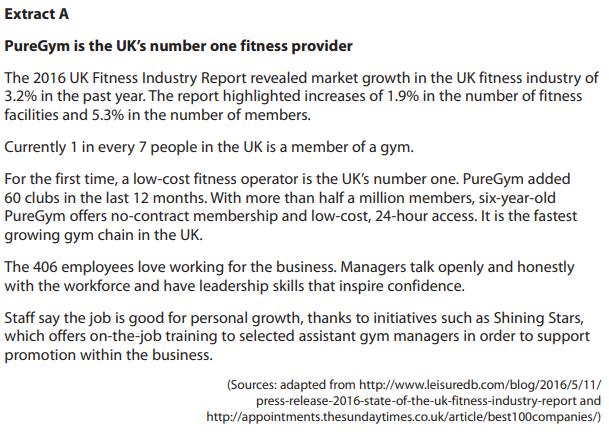 Extract A
PureGym is the UK’s number one fitness provider
The 2016 UK Fitness Industry Report revealed market growth in the UK fitness industry of
3.2% in the past year. The report highlighted increases of 1.9% in the number of fitness
facilities and 5.3% in the number of members.
Currently 1 in every 7 people in the UK is a member of a gym.
For the first time, a low-cost fitness operator is the UK’s number one. PureGym added
60 clubs in the last 12 months. With more than half a million members, six-year-old
PureGym offers no-contract membership and low-cost, 24-hour access. It is the fastest
growing gym chain in the UK.
The 406 employees love working for the business. Managers talk openly and honestly
with the workforce and have leadership skills that inspire confidence.
Staff say the job is good for personal growth, thanks to initiatives such as Shining Stars,
which offers on-the-job training to selected assistant gym managers in order to support
promotion within the business.
(Sources: adapted from http://www.leisuredb.com/blog/2016/5/11/
press-release-2016-state-of-the-uk-fitness-industry-report and
http://appointments.thesundaytimes.co.uk/article/best100companies/)